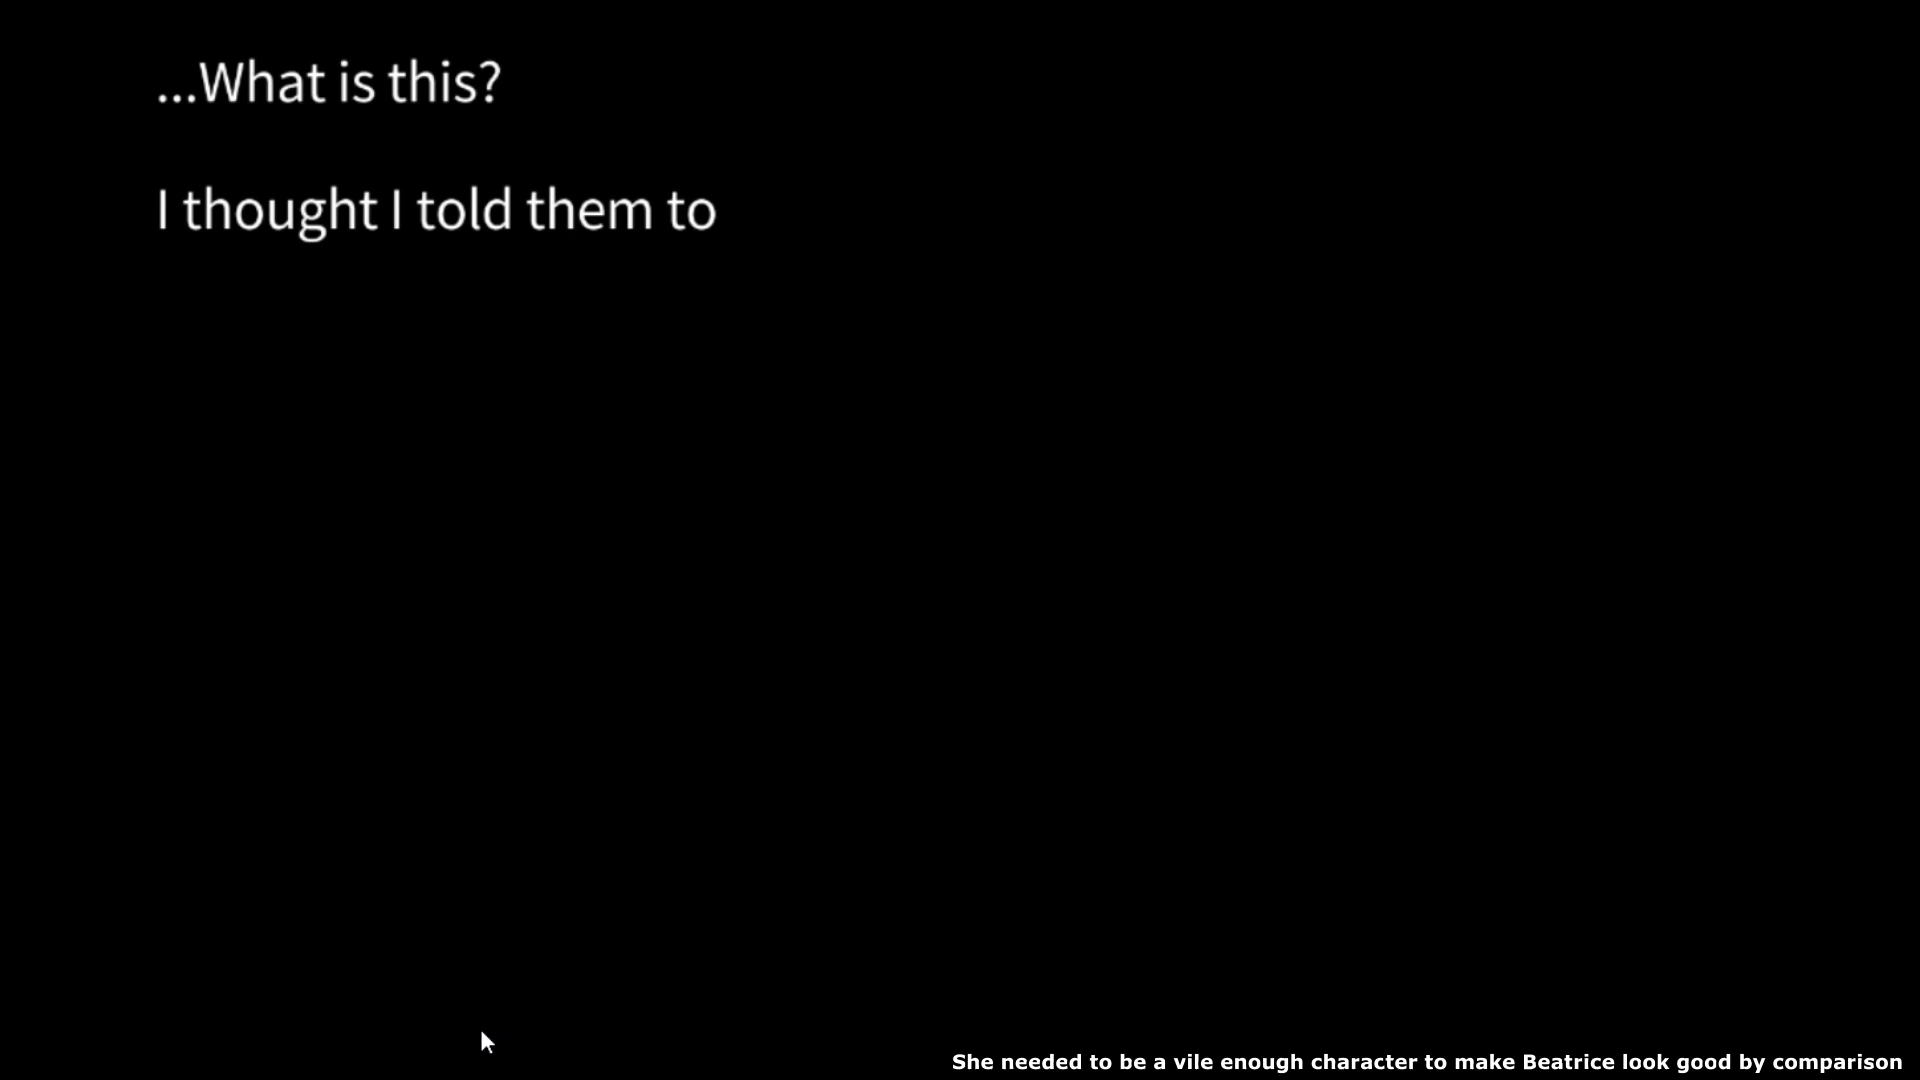 ...What is this?
I thought I told them to
She needed to be a vile enough character to make Beatrice look good by comparison